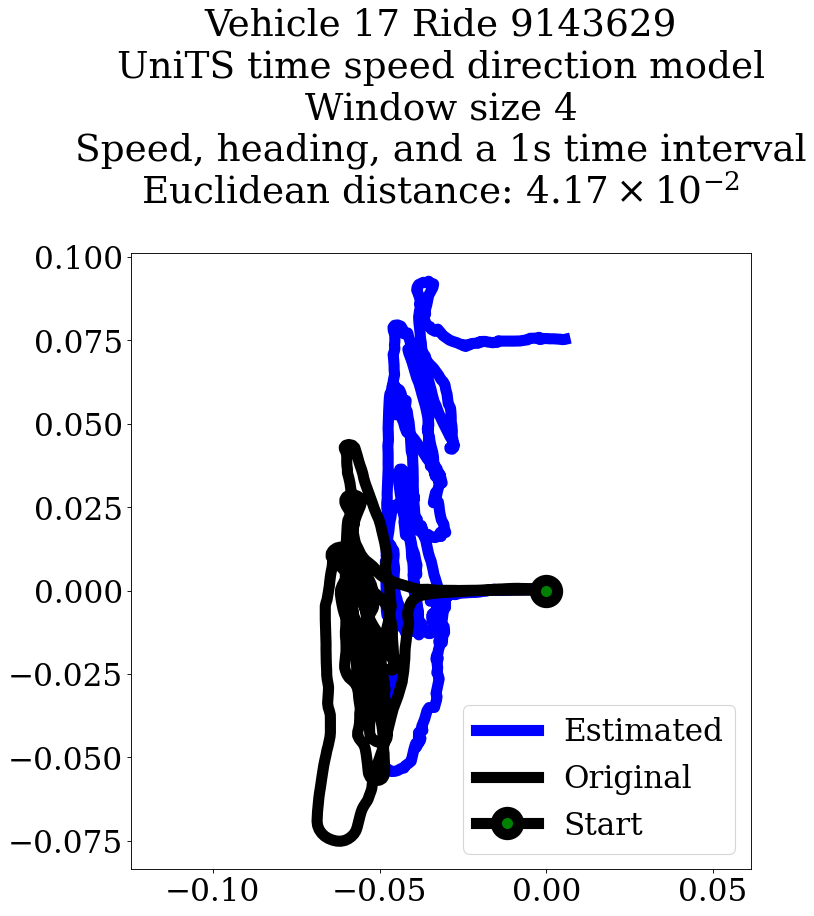 Vehicle 17 Ride 9143629
UniTS time speed direction model
Window size 4
Speed, heading, and a 1s time interval
Euclidean distance: 4.17 × 10⁻²
0.100
0.075
0.050
0.025
0.000
−0.025
−0.050
−0.075
Estimated
Original
Start
−0.10
−0.05
0.00
0.05